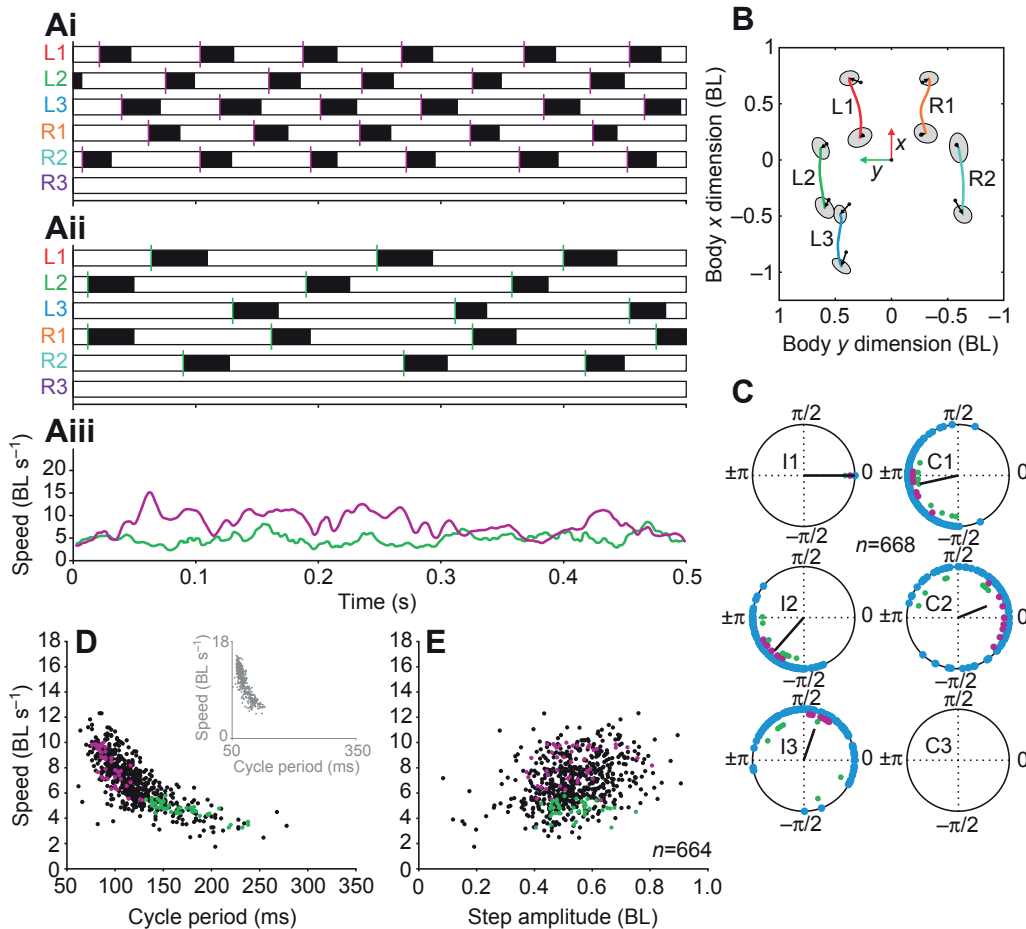 Ai
L1
L2
L3
R1
R2
R3
Aii
L1
L2
L3
R1
R2
R3
Aiii
Speed (BL s⁻¹)
20
15
10
5
0
0 0.1 0.2 0.3 0.4 0.5
Time (s)
B
Body x dimension (BL)
1
0.5
0
−0.5
−1
L1
R1
L2
R2
L3
x
y
1 0.5 0 -0.5 -1
Body y dimension (BL)
C
π/2
±π I1 0
−π/2
π/2
±π C1 0
−π/2
n=668
π/2
±π I2 0
−π/2
π/2
±π C2 0
−π/2
π/2
±π I3 0
−π/2
π/2
±π C3 0
−π/2
D
Speed (BL s⁻¹)
18
16
14
12
10
8
6
4
2
0
50 100 150 200 250 300 350
Cycle period (ms)
Speed (BL s⁻¹)
18
0
50 350
Cycle period (ms)
E
18
16
14
12
10
8
6
4
2
0
0 0.2 0.4 0.6 0.8 1.0
Step amplitude (BL)
n=664